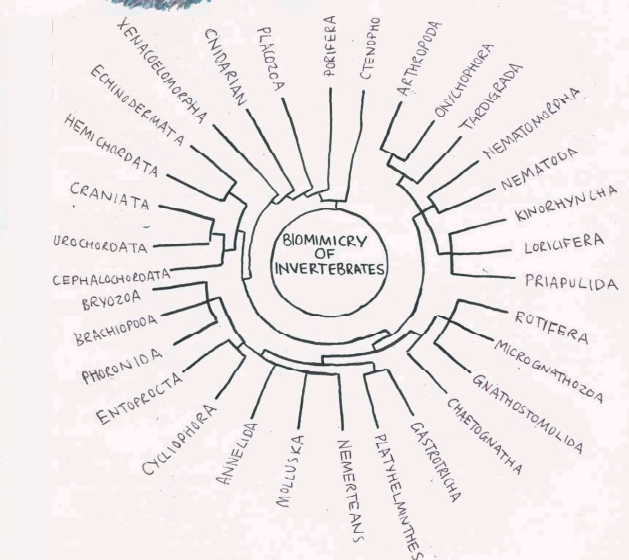 BIOMIMICRY
OF
INVERTEBRATES
CTENOPHO
ARTHROPODA
ONYCHOPHORA
TARDIGRADA
NEMATOMORPHA
NEMATODA
KINORHYNCHA
LORICIFERA
PRIAPULIDA
ROTIFERA
MICROGNATHOZOA
GNATHOSTOMULIDA
CHAETOGNATHA
GASTROTRICHA
PLATYHELMINTHES
NEMERTEANS
MOLLUSKA
ANNELIDA
CYCLIOPHORA
ENTOPROCTA
PHORONIDA
BRACHIOPODA
BRYOZOA
CEPHALOCHORDATA
UROCHORDATA
CRANIATA
HEMICHORDATA
ECHINODERMATA
XENACOELOMORPHA
CNIDARIAN
PLACOZOA
PORIFERA